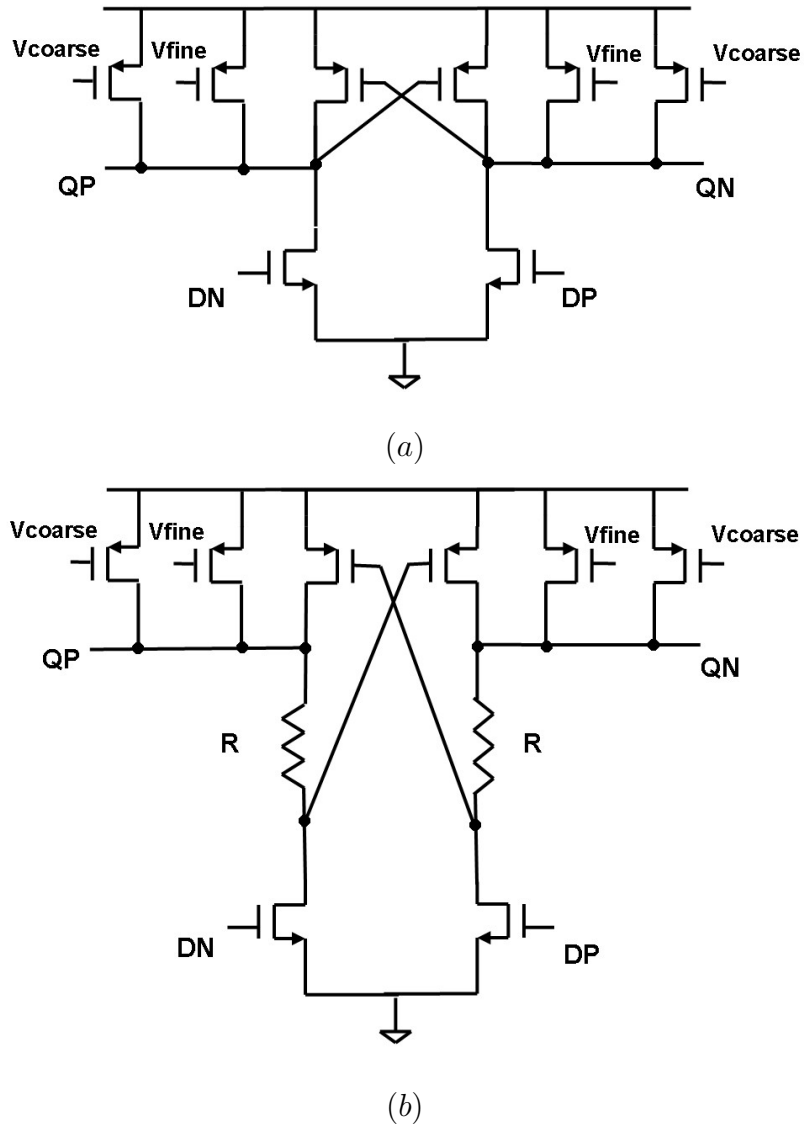 Vcoarse
Vfine
Vfine
Vcoarse
QP
QN
DN
DP
(a)
Vcoarse
Vfine
Vfine
Vcoarse
QP
QN
R
R
DN
DP
(b)